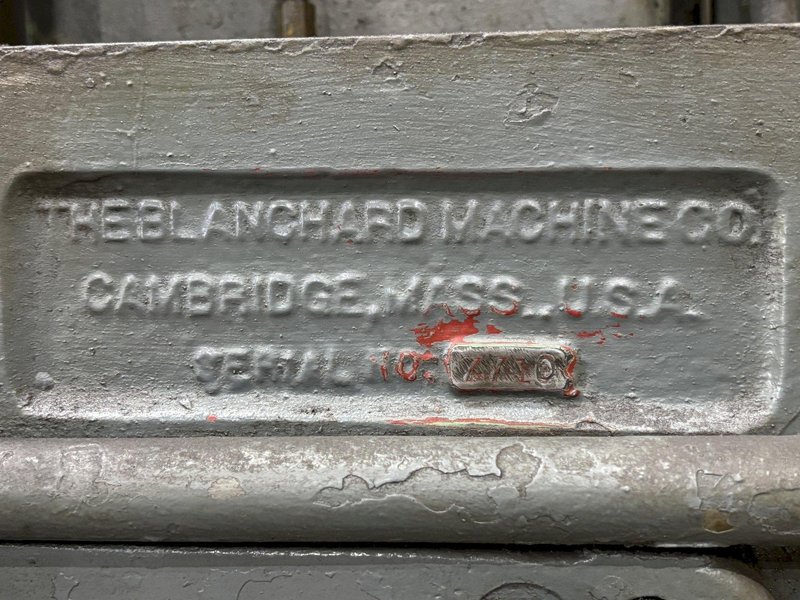 THE BLANCHARD MACHINE CO.
CAMBRIDGE, MASS., U.S.A.
SERIAL NO.